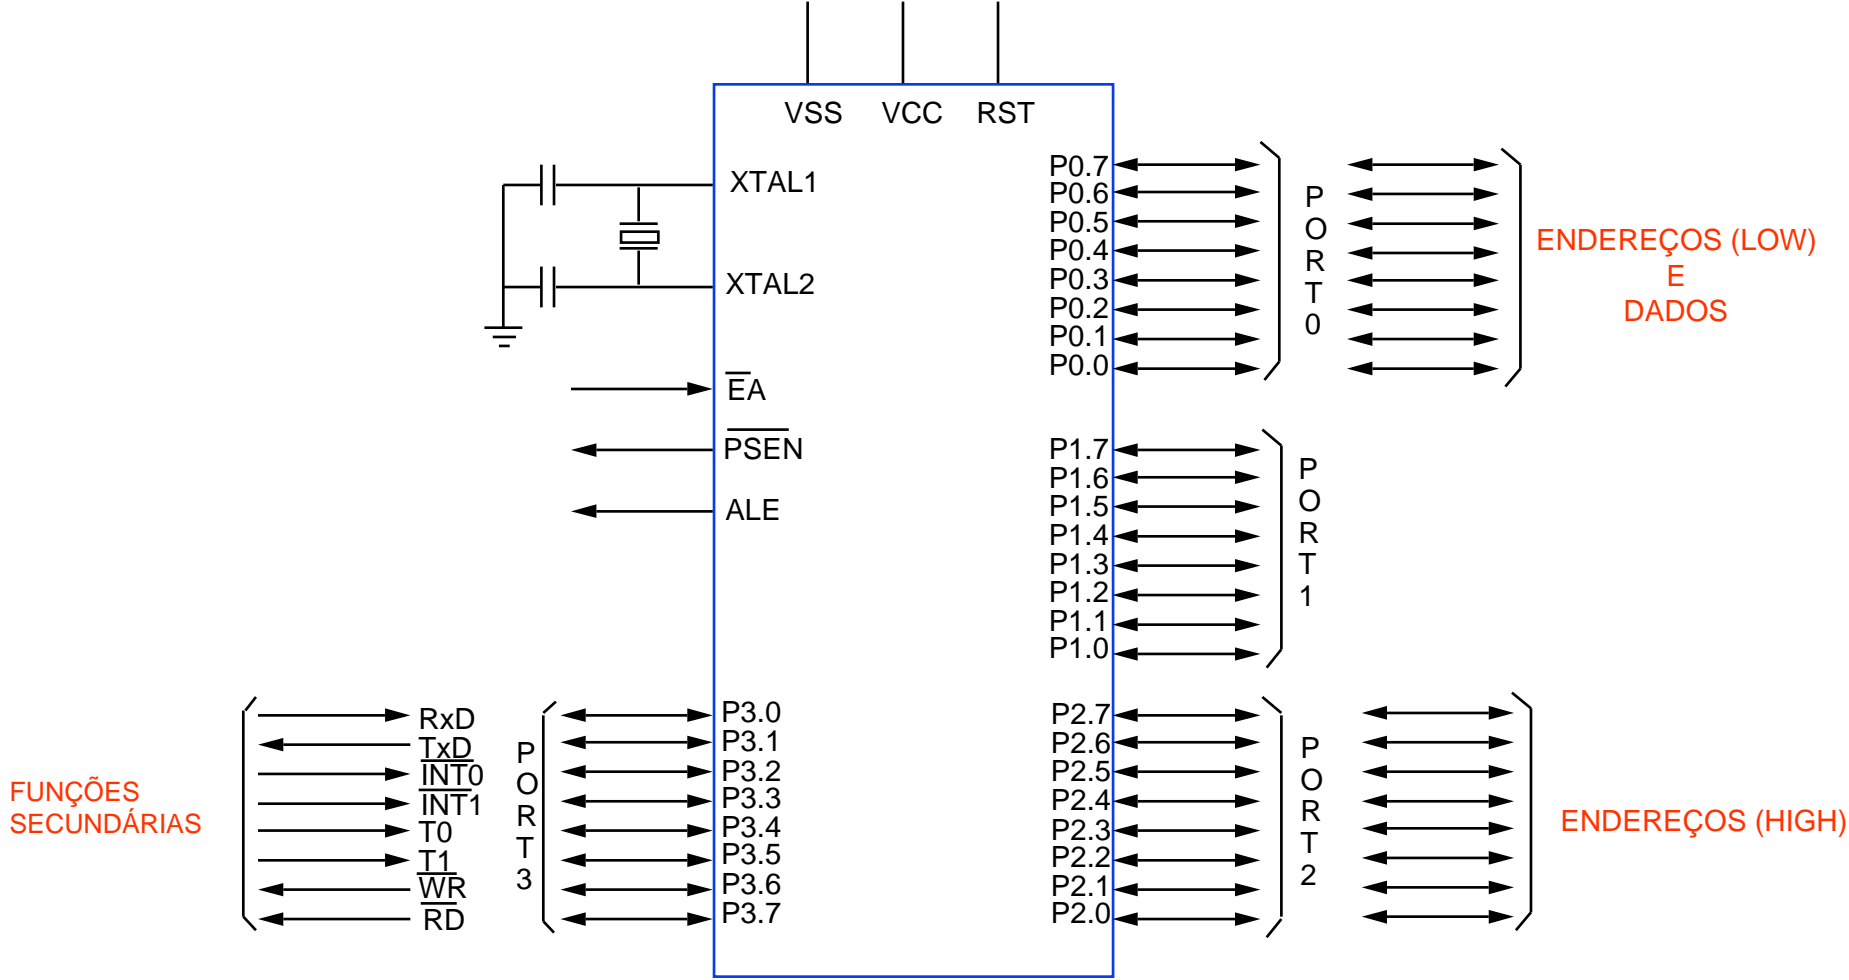 VSS VCC RST
XTAL1
XTAL2
EA
PSEN
ALE
P0.7
P0.6
P0.5
P0.4
P0.3
P0.2
P0.1
P0.0
PORT0
ENDEREÇOS (LOW)
E
DADOS
P1.7
P1.6
P1.5
P1.4
P1.3
P1.2
P1.1
P1.0
PORT1
FUNÇÕES
SECUNDÁRIAS
RxD
TxD
INT0
INT1
T0
T1
WR
RD
PORT3
P3.0
P3.1
P3.2
P3.3
P3.4
P3.5
P3.6
P3.7
P2.7
P2.6
P2.5
P2.4
P2.3
P2.2
P2.1
P2.0
PORT2
ENDEREÇOS (HIGH)